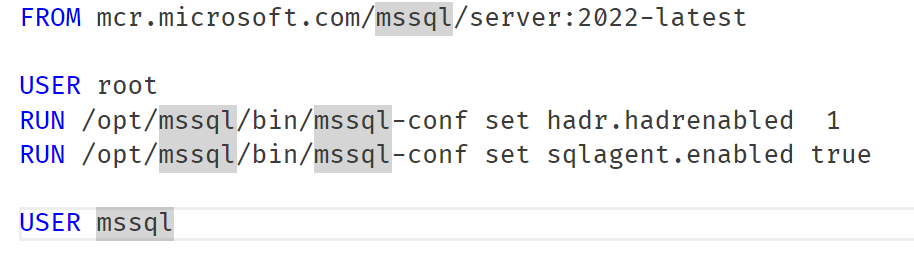 FROM mcr.microsoft.com/mssql/server:2022-latest
USER root
RUN /opt/mssql/bin/mssql-conf set hadr.hadrenabled  1
RUN /opt/mssql/bin/mssql-conf set sqlagent.enabled true
USER mssql